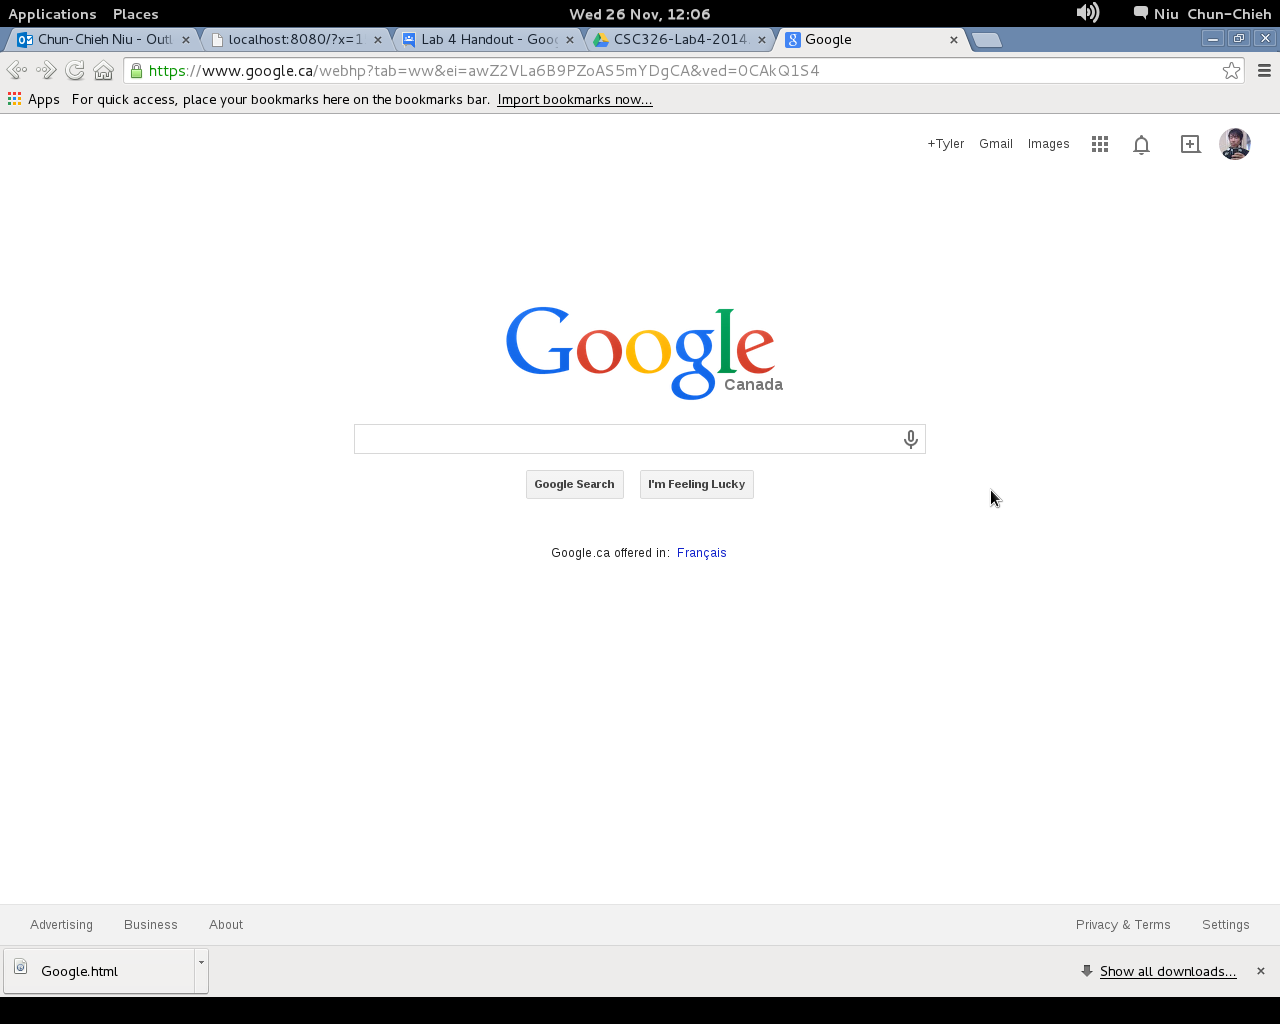 Applications Places Wed 26 Nov, 12:06 Niu Chun-Chieh
Chun-Chieh Niu - Outl localhost:8080/?x=1 Lab 4 Handout - Goog CSC326-Lab4-2014. Google
https://www.google.ca/webhp?tab=ww&ei=awZ2VLa6B9PZoAS5mYDgCA&ved=0CAkQ1S4
Apps For quick access, place your bookmarks here on the bookmarks bar. Import bookmarks now...
+Tyler Gmail Images
Google
Canada
Google Search I'm Feeling Lucky
Google.ca offered in: Français
Advertising Business About Privacy & Terms Settings
Google.html Show all downloads...